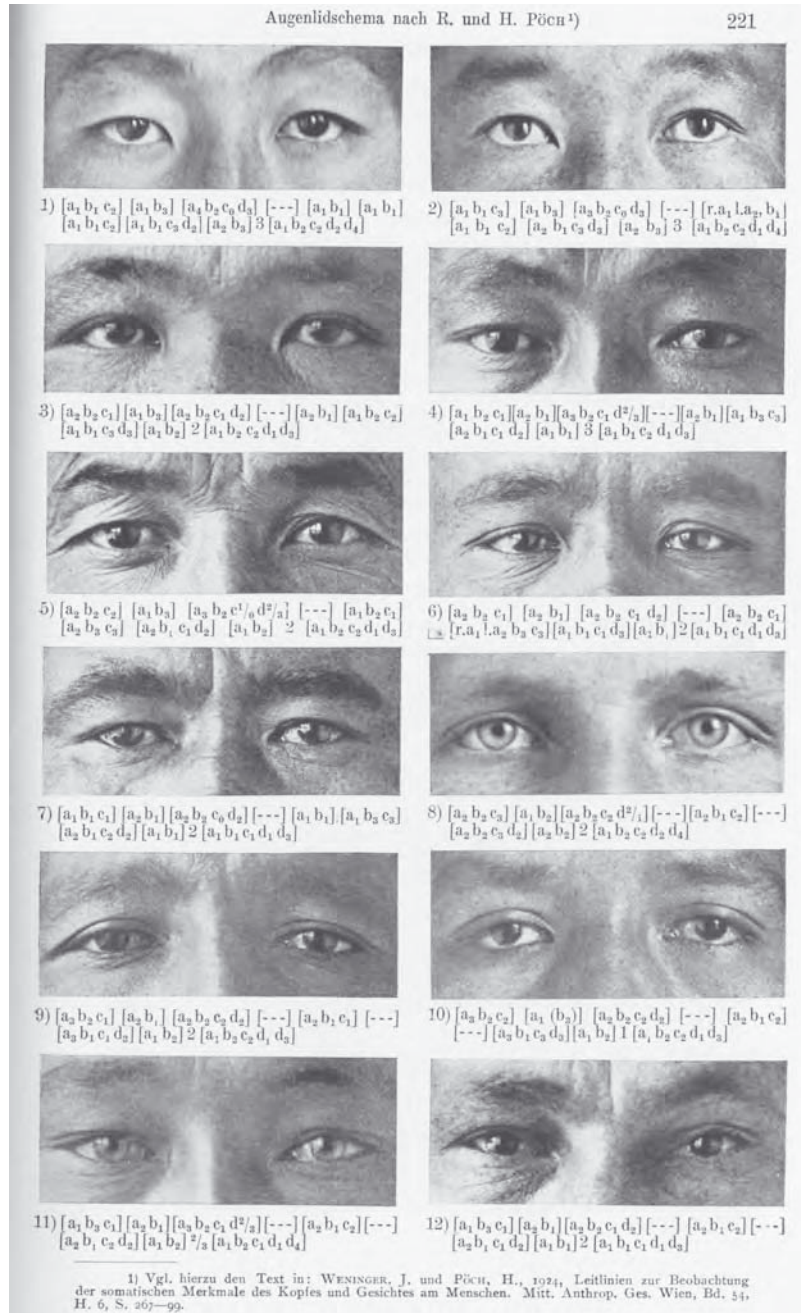 Augenlidschema nach R. und H. PÖCH ¹) 221
1) [a₁ b₁ c₂] [a₁ b₃] [a₄ b₂ c₀ d₃] [---] [a₁ b₁] [a₁ b₁]
[a₁ b₁ c₂] [a₁ b₁ c₃ d₂] [a₂ b₃] 3 [a₁ b₂ c₂ d₂ d₄]
2) [a₁ b₁ c₃] [a₁ b₃] [a₃ b₂ c₀ d₃] [---] [r.a₁ l.a₂, b₁]
[a₁ b₁ c₂] [a₂ b₁ c₃ d₃] [a₂ b₃] 3 [a₁ b₂ c₂ d₁ d₄]
3) [a₂ b₂ c₁] [a₁ b₃] [a₂ b₂ c₁ d₂] [---] [a₂ b₁] [a₁ b₂ c₂]
[a₁ b₁ c₃ d₃] [a₁ b₂] 2 [a₁ b₂ c₂ d₁ d₃]
4) [a₁ b₂ c₁] [a₂ b₁] [a₃ b₂ c₁ d²/₃] [---] [a₂ b₁] [a₁ b₃ c₃]
[a₂ b₁ c₁ d₂] [a₁ b₁] 3 [a₁ b₁ c₂ d₁ d₃]
5) [a₂ b₂ c₂] [a₁ b₃] [a₃ b₂ c¹/₀ d²/₃] [---] [a₁ b₂ c₁]
[a₂ b₃ c₃] [a₂ b₁ c₁ d₂] [a₁ b₂] 2 [a₁ b₂ c₂ d₁ d₃]
6) [a₂ b₂ c₁] [a₂ b₁] [a₂ b₂ c₁ d₂] [---] [a₂ b₂ c₁]
[r.a₁ l.a₂ b₃ c₃] [a₁ b₁ c₁ d₃] [a₁ b₁] 2 [a₁ b₁ c₁ d₁ d₃]
7) [a₁ b₁ c₁] [a₂ b₁] [a₂ b₂ c₀ d₂] [---] [a₁ b₁] [a₁ b₃ c₃]
[a₂ b₁ c₂ d₂] [a₁ b₁] 2 [a₁ b₁ c₁ d₁ d₃]
8) [a₂ b₂ c₃] [a₁ b₂] [a₂ b₂ c₂ d²/₁] [---] [a₂ b₁ c₂] [---]
[a₂ b₂ c₃ d₂] [a₂ b₂] 2 [a₁ b₂ c₂ d₂ d₄]
9) [a₃ b₂ c₁] [a₂ b₁] [a₂ b₂ c₂ d₂] [---] [a₂ b₁ c₁] [---]
[a₃ b₁ c₁ d₂] [a₁ b₂] 2 [a₁ b₂ c₂ d₁ d₃]
10) [a₃ b₂ c₂] [a₁ (b₂)] [a₂ b₂ c₂ d₂] [---] [a₂ b₁ c₂]
[---] [a₃ b₁ c₃ d₃] [a₁ b₂] 1 [a₁ b₂ c₂ d₁ d₃]
11) [a₁ b₃ c₁] [a₂ b₁] [a₃ b₂ c₁ d²/₃] [---] [a₂ b₁ c₂] [---]
[a₂ b₁ c₂ d₂] [a₁ b₂] ²/₃ [a₁ b₂ c₁ d₁ d₄]
12) [a₁ b₃ c₁] [a₂ b₁] [a₂ b₂ c₁ d₂] [---] [a₂ b₁ c₂] [---]
[a₂ b₁ c₁ d₂] [a₁ b₁] 2 [a₁ b₁ c₁ d₁ d₃]
1) Vgl. hierzu den Text in: WENINGER, J. und PÖCH, H., 1924, Leitlinien zur Beobachtung
der somatischen Merkmale des Kopfes und Gesichtes am Menschen. Mitt. Anthrop. Ges. Wien, Bd. 54,
H. 6, S. 267—99.